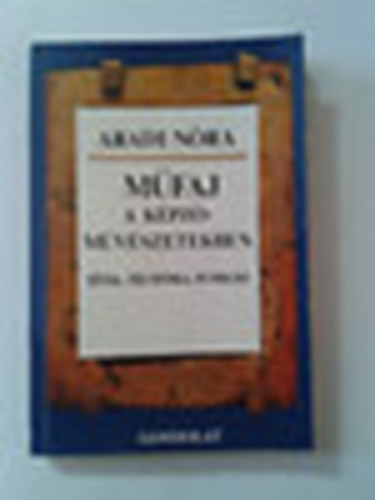 ARADI NÓRA
MŰFAJ
A KÉPZŐ-
MŰVÉSZETEKBEN
GONDOLAT